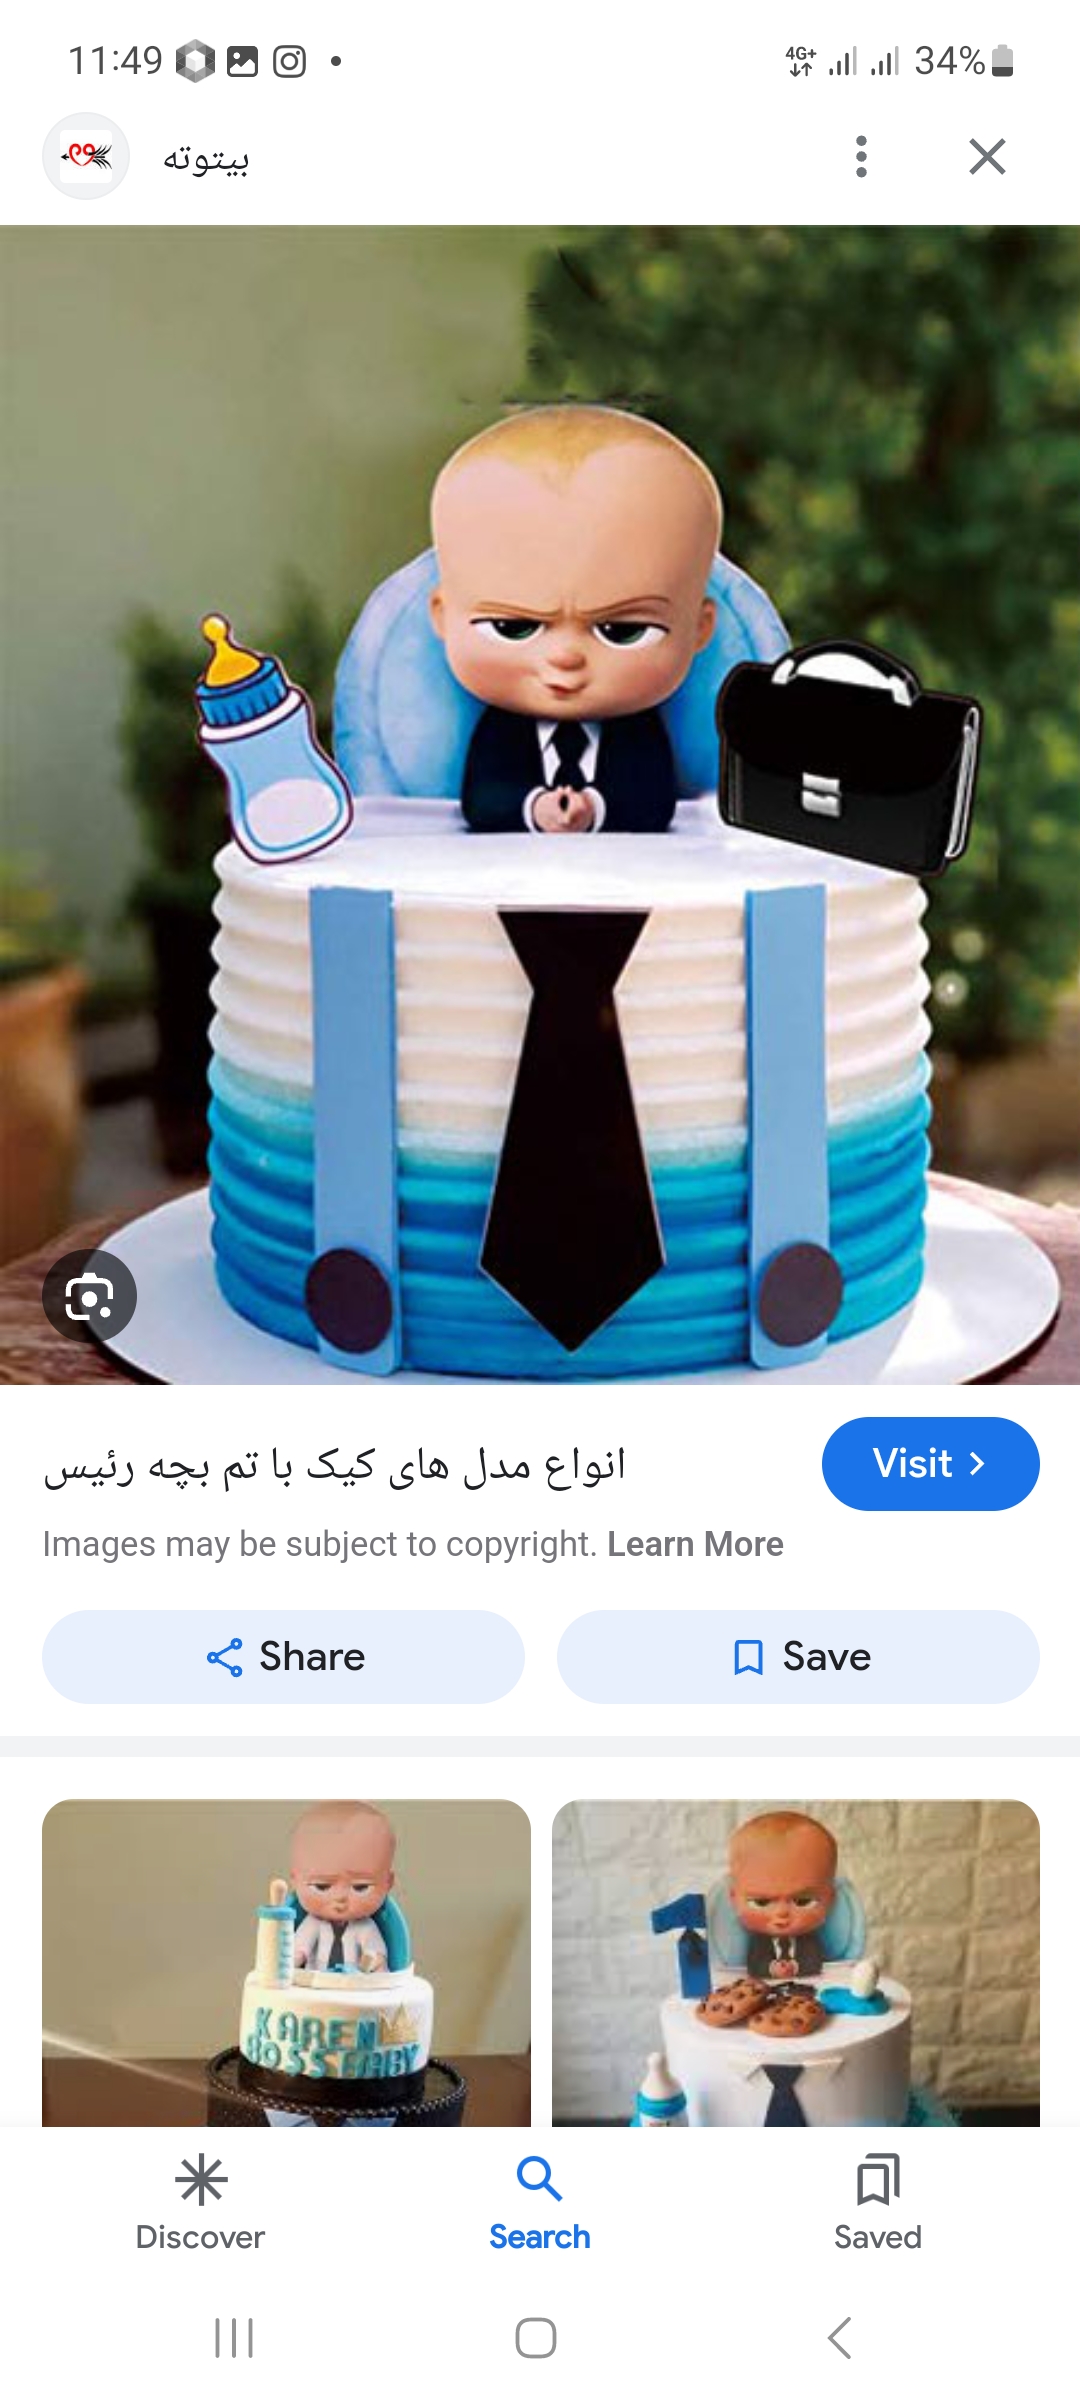 11:49
4G+ 34%
بیتوته
انواع مدل های کیک با تم بچه رئیس
Visit
Images may be subject to copyright. Learn More
Share
Save
KAREN
BOSS BABY
1
Discover
Search
Saved